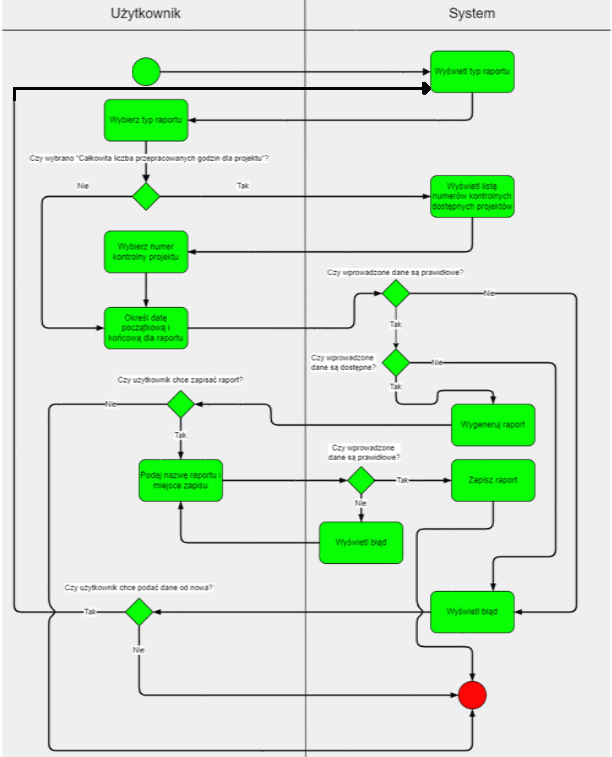 Użytkownik
System
Wyświetl typ raportu
Wybierz typ raportu
Czy wybrano "Całkowita liczba przepracowanych godzin dla projektu"?
Nie
Tak
Wyświetl listę
numerów kontrolnych
dostępnych projektów
Wybierz numer
kontrolny projektu
Czy wprowadzone dane są prawidłowe?
Nie
Określ datę
początkową i
końcową dla raportu
Tak
Czy wprowadzone
dane są dostępne?
Nie
Czy użytkownik chce zapisać raport?
Tak
Nie
Wygeneruj raport
Tak
Czy wprowadzone
dane są prawidłowe?
Podaj nazwę raportu i
miejsce zapisu
Tak
Zapisz raport
Nie
Wyświetl błąd
Czy użytkownik chce podać dane od nowa?
Tak
Wyświetl błąd
Nie